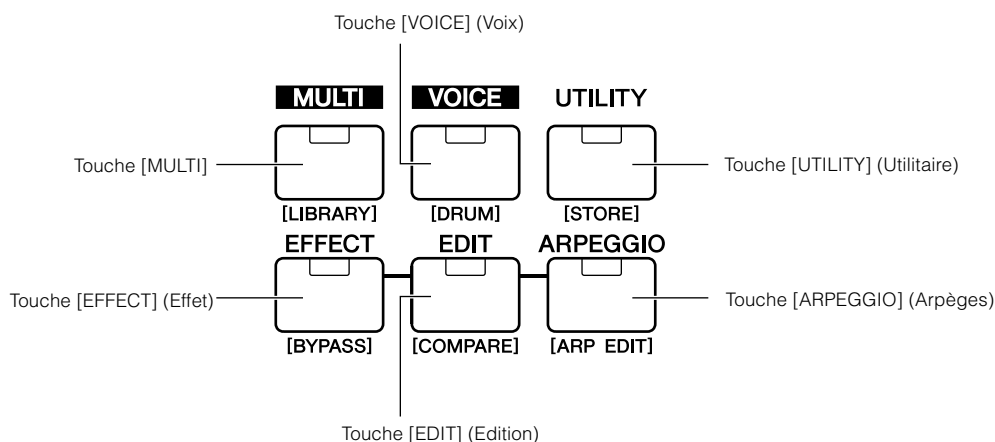 Touche [VOICE] (Voix)
MULTI VOICE UTILITY
Touche [MULTI]
Touche [UTILITY] (Utilitaire)
[LIBRARY] [DRUM] [STORE]
EFFECT EDIT ARPEGGIO
Touche [EFFECT] (Effet)
Touche [ARPEGGIO] (Arpèges)
[BYPASS] [COMPARE] [ARP EDIT]
Touche [EDIT] (Edition)